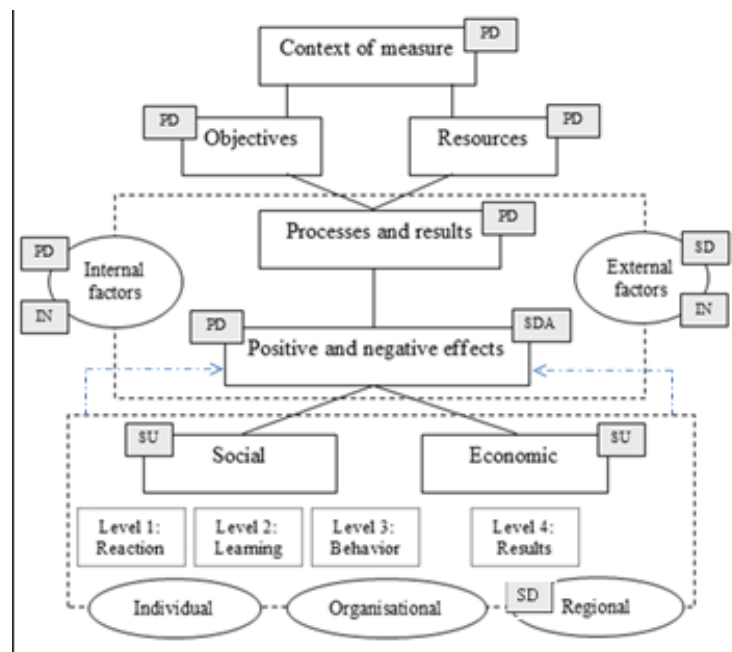 PD
Context of measure
PD
Objectives
PD
Resources
PD
Processes and results
PD
Internal
factors
IN
SD
External
factors
IN
PD
SDA
Positive and negative effects
SU
Social
SU
Economic
Level 1:
Reaction
Level 2:
Learning
Level 3:
Behavior
Level 4:
Results
Individual
Organisational
SD
Regional